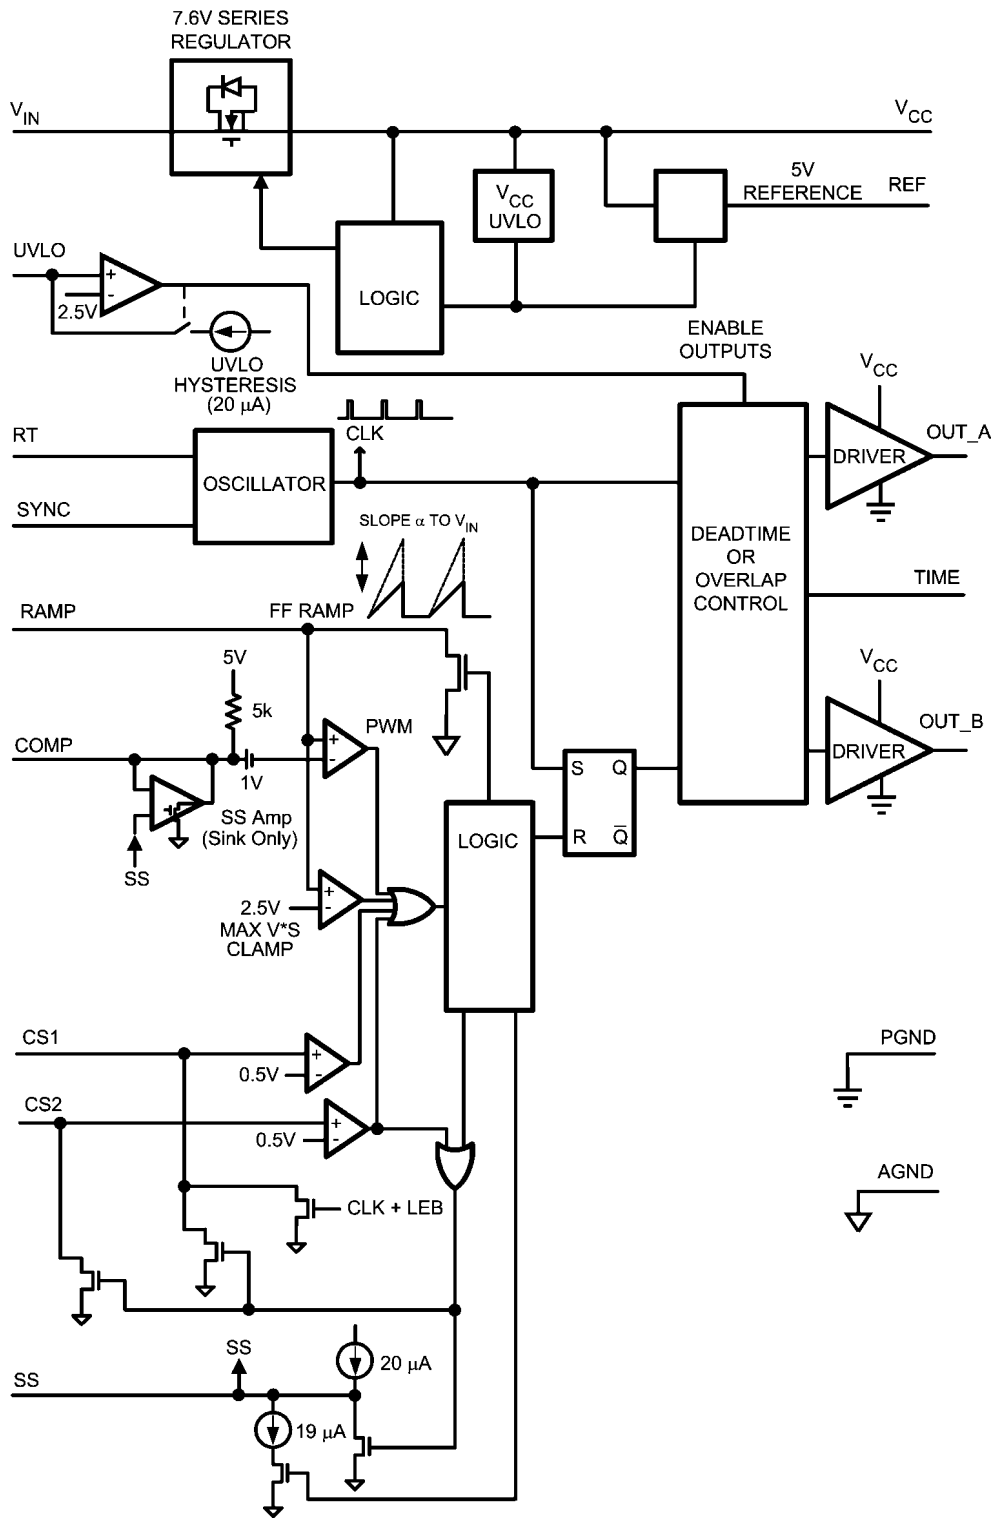 7.6V SERIES
REGULATOR
VIN
VCC
5V
REFERENCE
REF
VCC
UVLO
UVLO
+
-
2.5V
LOGIC
UVLO
HYSTERESIS
(20 µA)
ENABLE
OUTPUTS
VCC
RT
CLK
OUT_A
DRIVER
OSCILLATOR
SYNC
SLOPE α TO VIN
DEADTIME
OR
OVERLAP
CONTROL
TIME
RAMP
FF RAMP
5V
5k
VCC
PWM
OUT_B
COMP
+
-
1V
DRIVER
S Q
SS Amp
(Sink Only)
LOGIC
R Q̅
SS
+
-
2.5V
MAX V*S
CLAMP
CS1
+
-
0.5V
PGND
CS2
+
-
0.5V
AGND
CLK + LEB
SS
20 µA
SS
19 µA